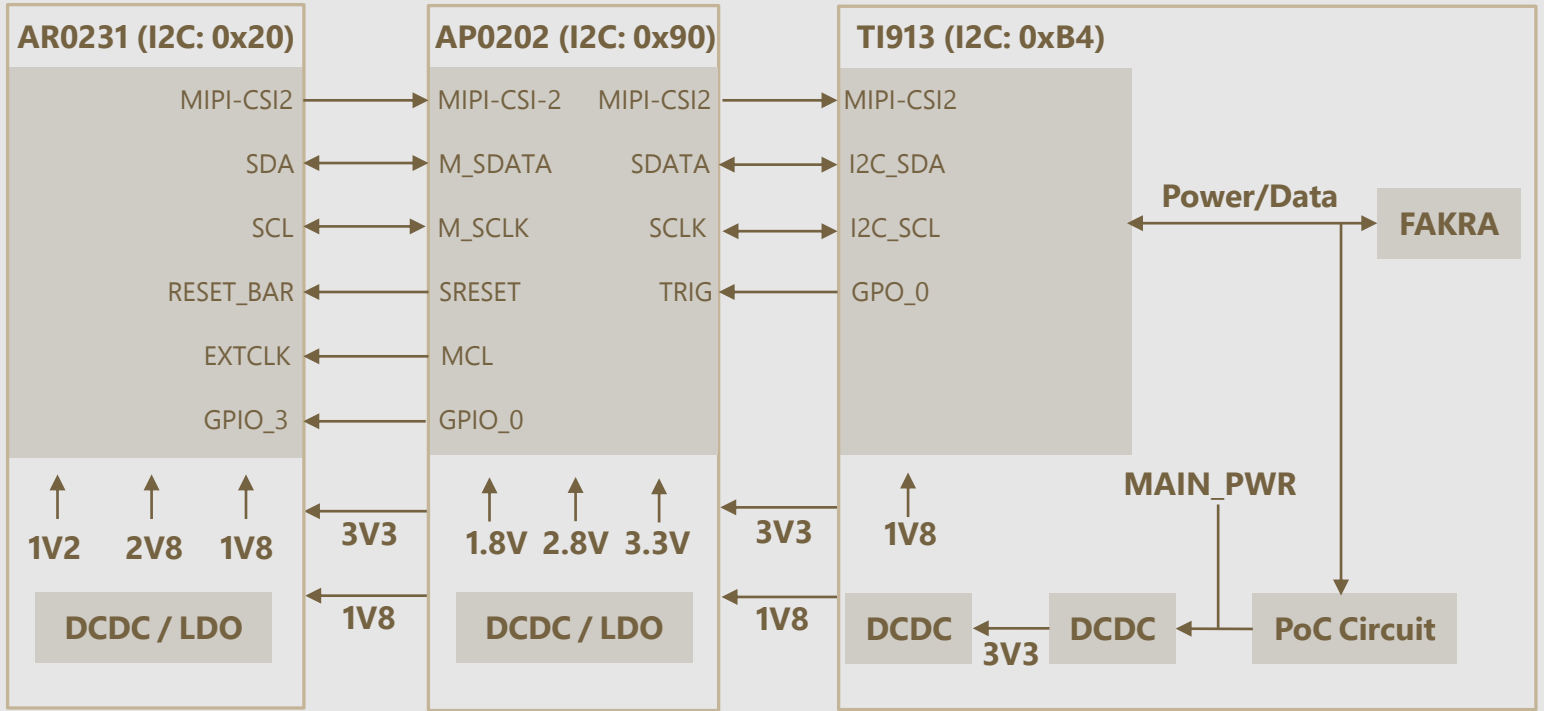 AR0231 (I2C: 0x20)
MIPI-CSI2
SDA
SCL
RESET_BAR
EXTCLK
GPIO_3
1V2 2V8 1V8
DCDC / LDO
3V3
1V8
AP0202 (I2C: 0x90)
MIPI-CSI-2 MIPI-CSI2
M_SDATA SDATA
M_SCLK SCLK
SRESET TRIG
MCL
GPIO_0
1.8V 2.8V 3.3V
DCDC / LDO
3V3
1V8
TI913 (I2C: 0xB4)
MIPI-CSI2
I2C_SDA
I2C_SCL
GPO_0
Power/Data
FAKRA
MAIN_PWR
1V8
DCDC
3V3
DCDC
PoC Circuit